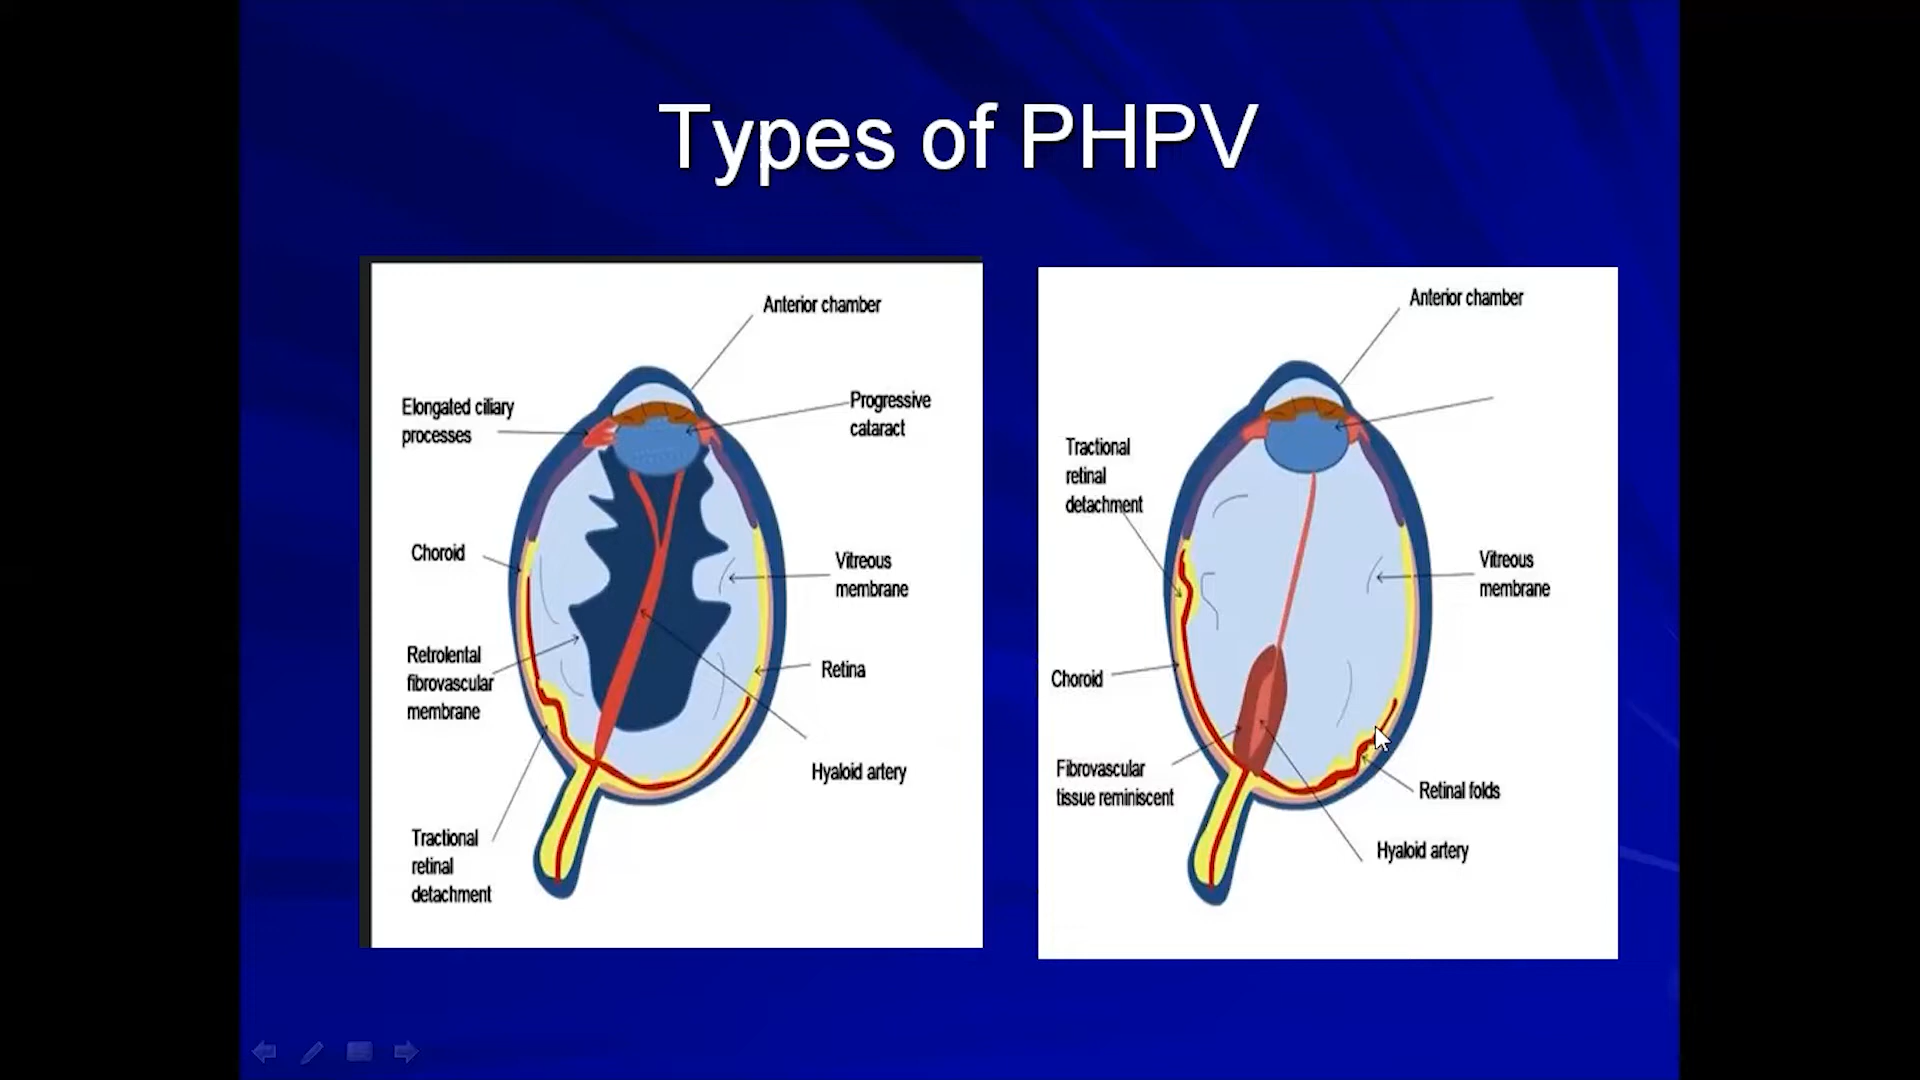 Types of PHPV
Anterior chamber
Elongated ciliary
processes
Progressive
cataract
Choroid
Vitreous
membrane
Retrolental
fibrovascular
membrane
Retina
Hyaloid artery
Tractional
retinal
detachment
Anterior chamber
Tractional
retinal
detachment
Vitreous
membrane
Choroid
Fibrovascular
tissue reminiscent
Retinal folds
Hyaloid artery